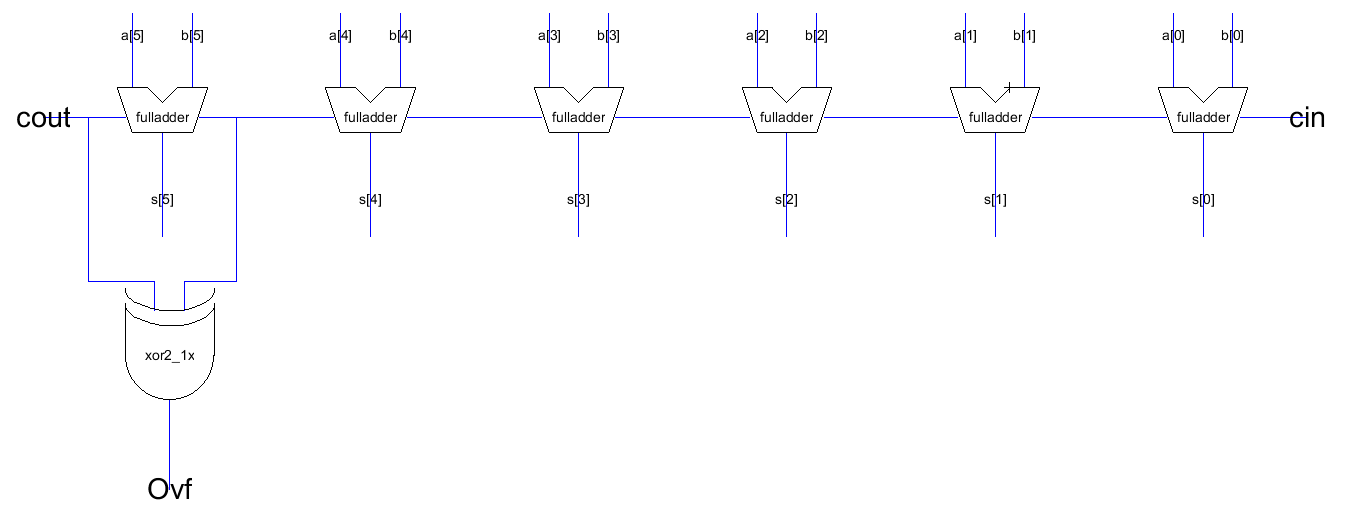 a[5] b[5] a[4] b[4] a[3] b[3] a[2] b[2] a[1] b[1] a[0] b[0]
cout fulladder fulladder fulladder fulladder fulladder fulladder cin
s[5] s[4] s[3] s[2] s[1] s[0]
xor2_1x
Ovf